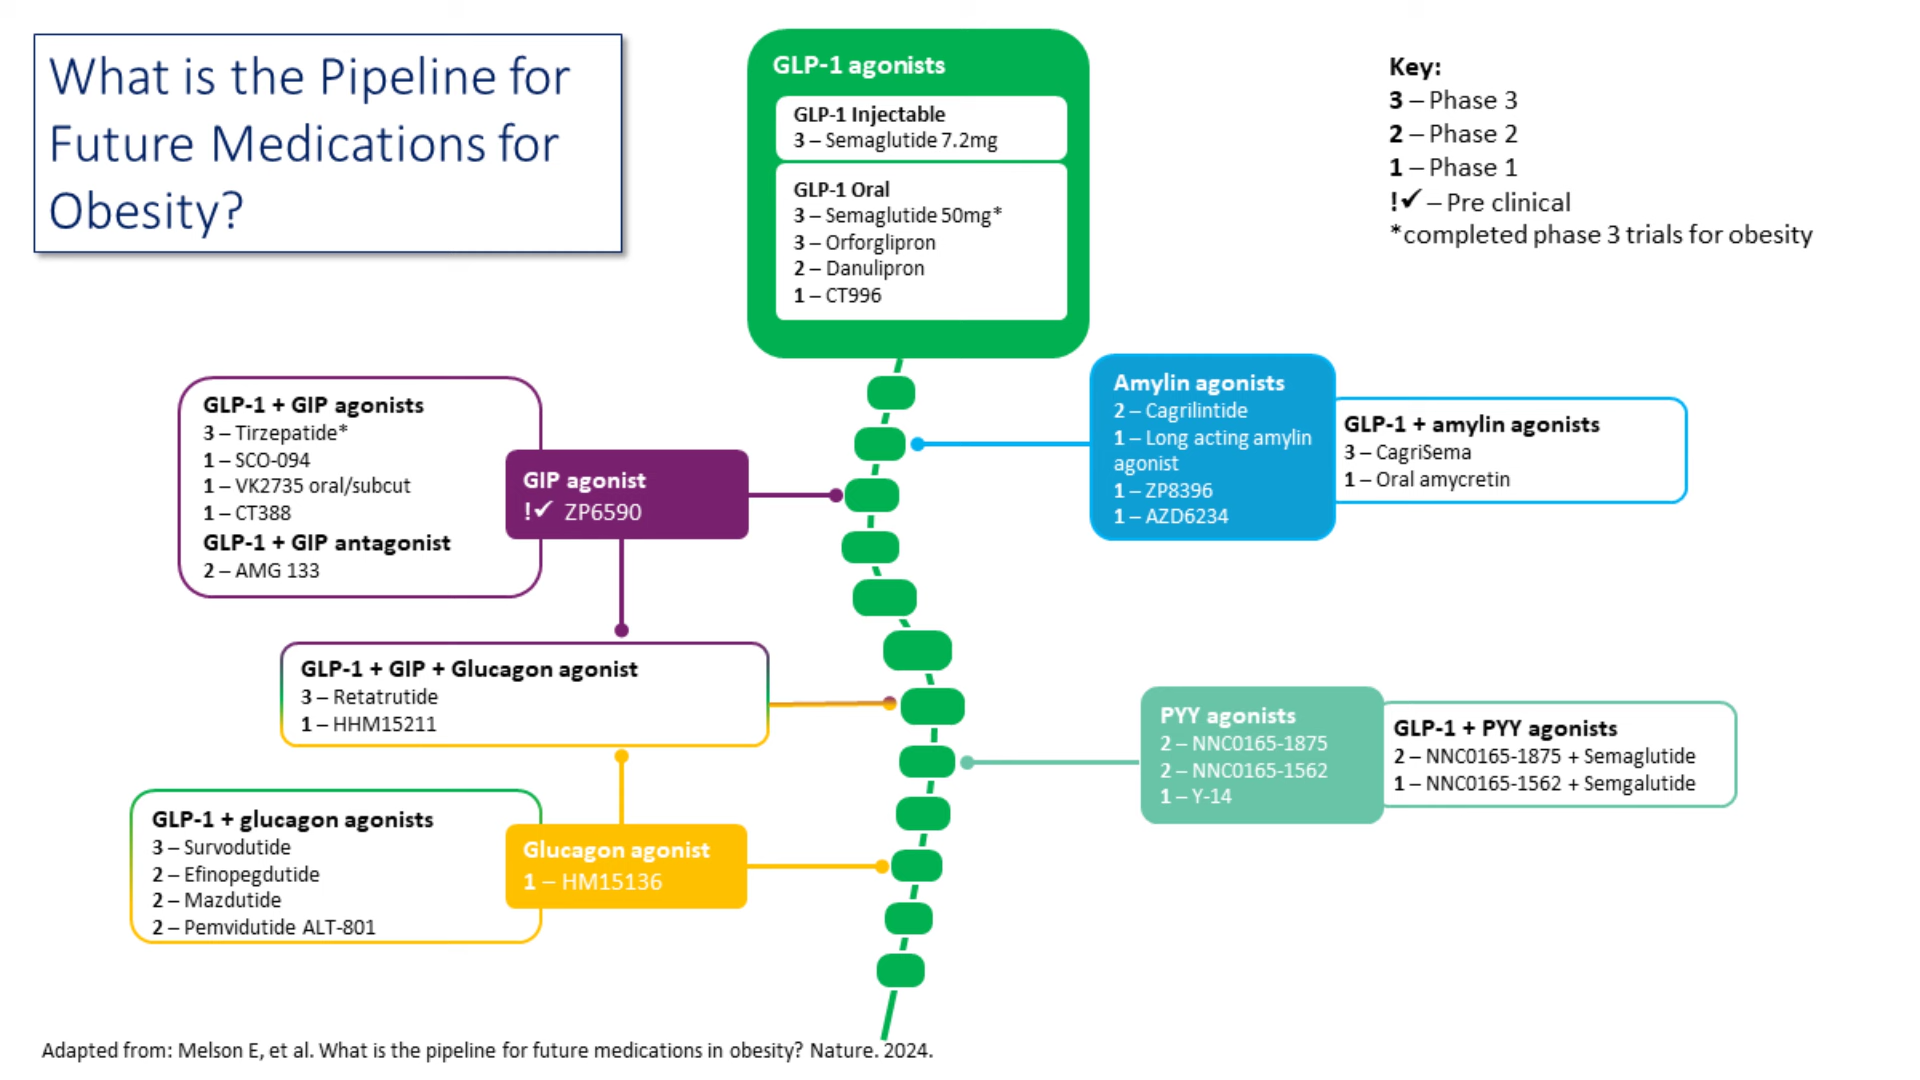 What is the Pipeline for
Future Medications for
Obesity?
GLP-1 agonists
GLP-1 Injectable
3 – Semaglutide 7.2mg
GLP-1 Oral
3 – Semaglutide 50mg*
3 – Orforglipron
2 – Danulipron
1 – CT996
Key:
3 – Phase 3
2 – Phase 2
1 – Phase 1
!✓ – Pre clinical
*completed phase 3 trials for obesity
GLP-1 + GIP agonists
3 – Tirzepatide*
1 – SCO-094
1 – VK2735 oral/subcut
1 – CT388
GLP-1 + GIP antagonist
2 – AMG 133
GIP agonist
!✓ ZP6590
Amylin agonists
2 – Cagrilintide
1 – Long acting amylin
agonist
1 – ZP8396
1 – AZD6234
GLP-1 + amylin agonists
3 – CagriSema
1 – Oral amycretin
GLP-1 + GIP + Glucagon agonist
3 – Retatrutide
1 – HHM15211
PYY agonists
2 – NNC0165-1875
2 – NNC0165-1562
1 – Y-14
GLP-1 + PYY agonists
2 – NNC0165-1875 + Semaglutide
1 – NNC0165-1562 + Semgalutide
GLP-1 + glucagon agonists
3 – Survodutide
2 – Efinopegdutide
2 – Mazdutide
2 – Pemvidutide ALT-801
Glucagon agonist
1 – HM15136
Adapted from: Melson E, et al. What is the pipeline for future medications in obesity? Nature. 2024.